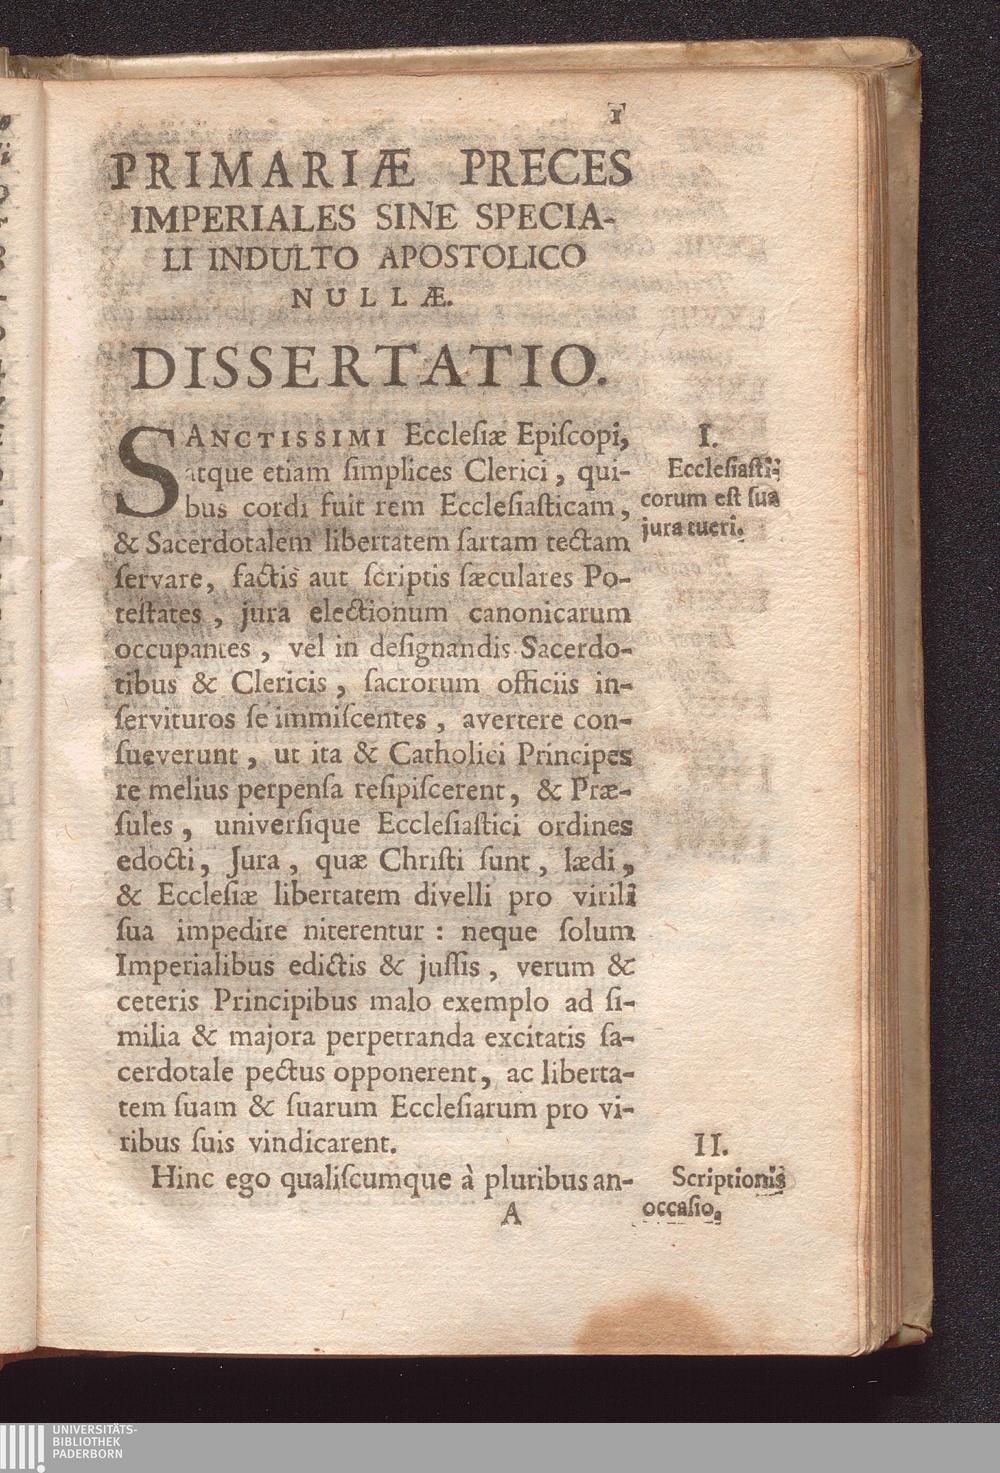 1
PRIMARIÆ PRECES
IMPERIALES SINE SPECIA-
LI INDULTO APOSTOLICO
NULLÆ.
DISSERTATIO.
SANCTISSIMI Ecclesiæ Episcopi,
atque etiam simplices Clerici, qui-
bus cordi fuit rem Ecclesiasticam,
& Sacerdotalem libertatem sartam tectam
servare, factis aut scriptis sæculares Po-
testates, jura electionum canonicarum
occupantes, vel in designandis Sacerdo-
tibus & Clericis, sacrorum officiis in-
servituros se immiscentes, avertere con-
sueverunt, ut ita & Catholici Principes
re melius perpensa resipiscerent, & Præ-
sules, universique Ecclesiastici ordines
edocti, Jura, quæ Christi sunt, lædi,
& Ecclesiæ libertatem divelli pro virili
sua impedire niterentur: neque solum
Imperialibus edictis & jussis, verum &
ceteris Principibus malo exemplo ad si-
milia & majora perpetranda excitatis sa-
cerdotale pectus opponerent, ac liberta-
tem suam & suarum Ecclesiarum pro vi-
ribus suis vindicarent.
Hinc ego qualiscumque à pluribus an-
A
I.
Ecclesiasti-
corum est sua
jura tueri.
II.
Scriptionis
occasio.
UNIVERSITÄTS-
BIBLIOTHEK
PADERBORN